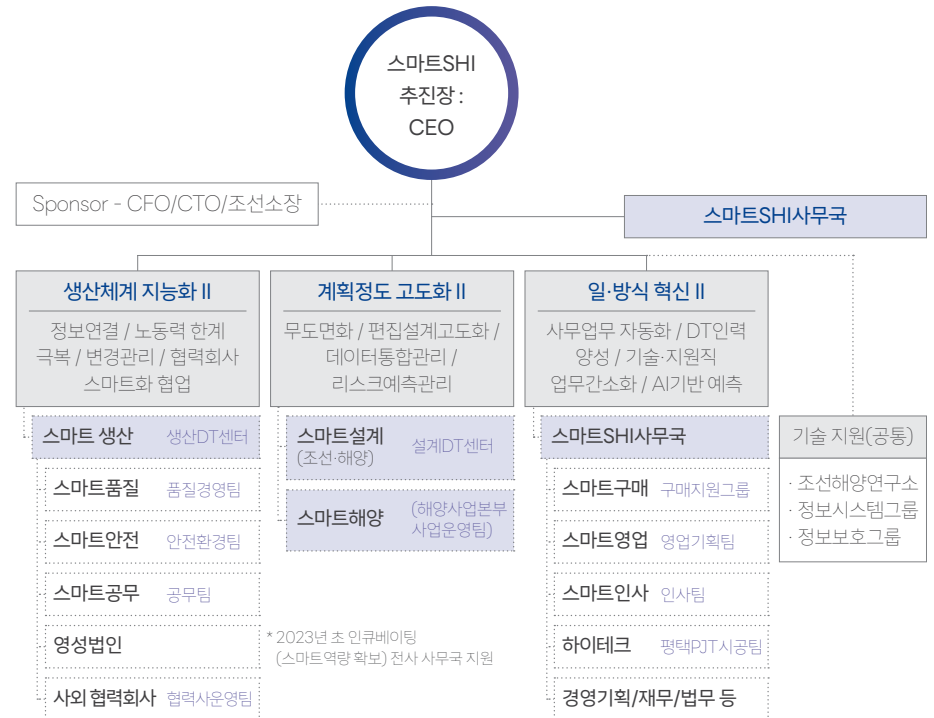 스마트SHI
추진장 :
CEO
Sponsor - CFO/CTO/조선소장
스마트SHI사무국
생산체계 지능화 II
정보연결 / 노동력 한계
극복 / 변경관리 / 협력회사
스마트화 협업
스마트 생산 생산DT센터
스마트품질 품질경영팀
스마트안전 안전환경팀
스마트공무 공무팀
영성법인
사외 협력회사 협력사운영팀
계획정도 고도화 II
무도면화 / 편집설계고도화 /
데이터통합관리 /
리스크예측관리
스마트설계 설계DT센터
(조선·해양)
스마트해양 (해양사업본부
사업운영팀)
* 2023년 초 인큐베이팅
(스마트역량 확보) 전사 사무국 지원
일·방식 혁신 II
사무업무 자동화 / DT인력
양성 / 기술·지원직
업무간소화 / AI기반 예측
스마트SHI사무국
스마트구매 구매지원그룹
스마트영업 영업기획팀
스마트인사 인사팀
하이테크 평택PJT시공팀
경영기획/재무/법무 등
기술 지원(공통)
· 조선해양연구소
· 정보시스템그룹
· 정보보호그룹